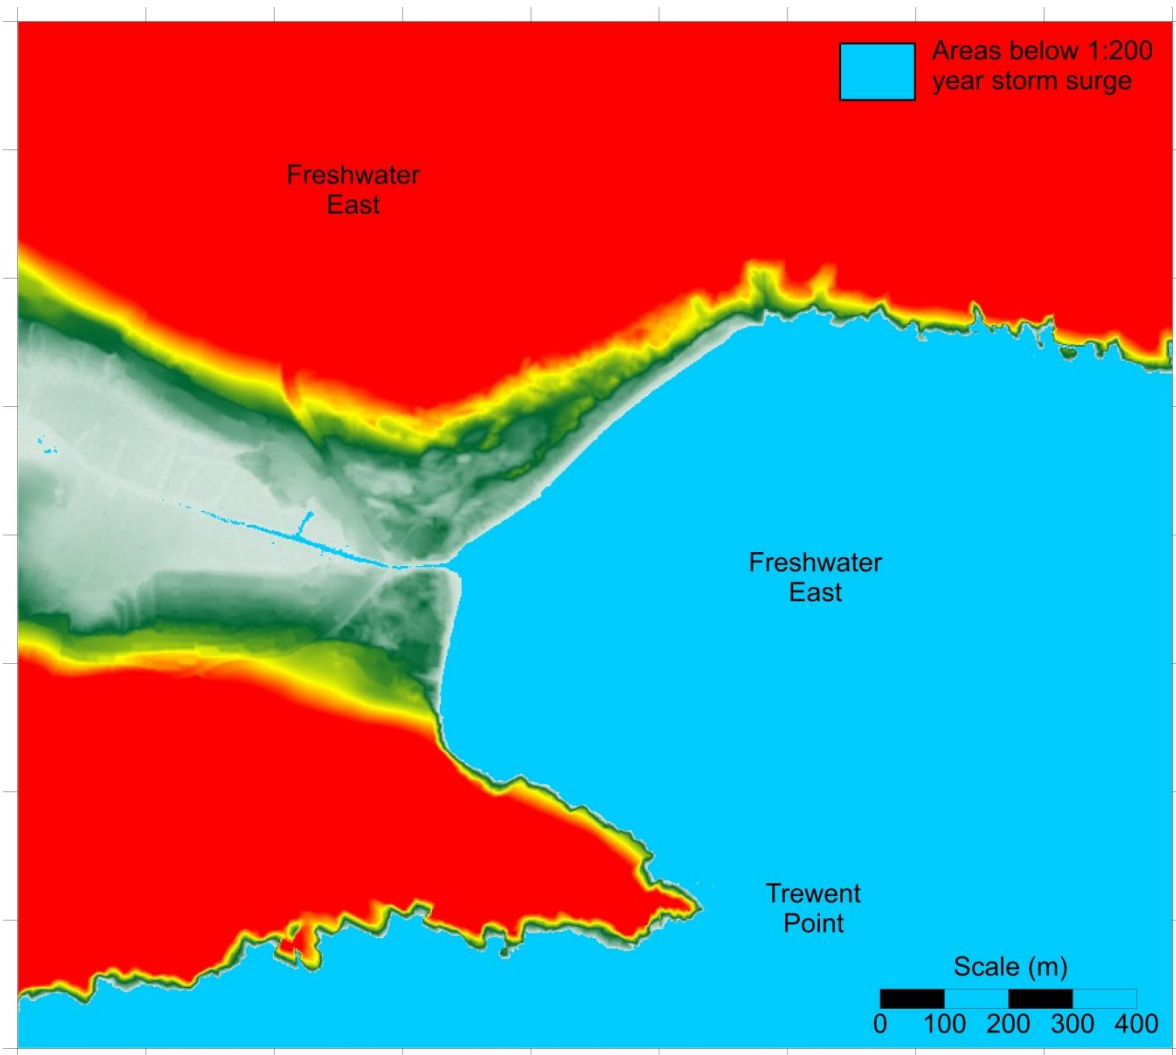 Areas below 1:200
year storm surge
Freshwater
East
Freshwater
East
Trewent
Point
Scale (m)
0 100 200 300 400